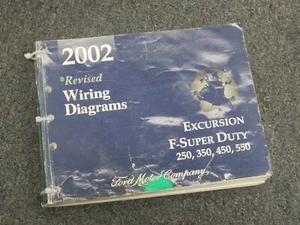 2002
*Revised
Wiring
Diagrams
EXCURSION
F-SUPER DUTY
250, 350, 450, 550
Ford Motor Company